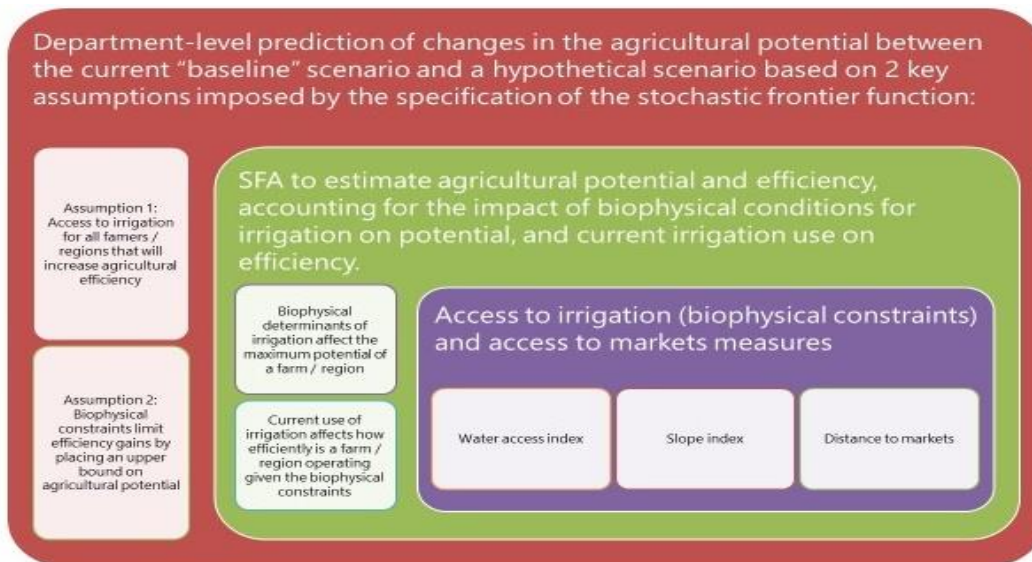 Department-level prediction of changes in the agricultural potential between
the current “baseline” scenario and a hypothetical scenario based on 2 key
assumptions imposed by the specification of the stochastic frontier function:
Assumption 1:
Access to irrigation
for all famers /
regions that will
increase agricultural
efficiency
Assumption 2:
Biophysical
constraints limit
efficiency gains by
placing an upper
bound on
agricultural potential
SFA to estimate agricultural potential and efficiency,
accounting for the impact of biophysical conditions for
irrigation on potential, and current irrigation use on
efficiency.
Biophysical
determinants of
irrigation affect the
maximum potential of
a farm / region
Current use of
irrigation affects how
efficiently is a farm /
region operating
given the biophysical
constraints
Access to irrigation (biophysical constraints)
and access to markets measures
Water access index
Slope index
Distance to markets